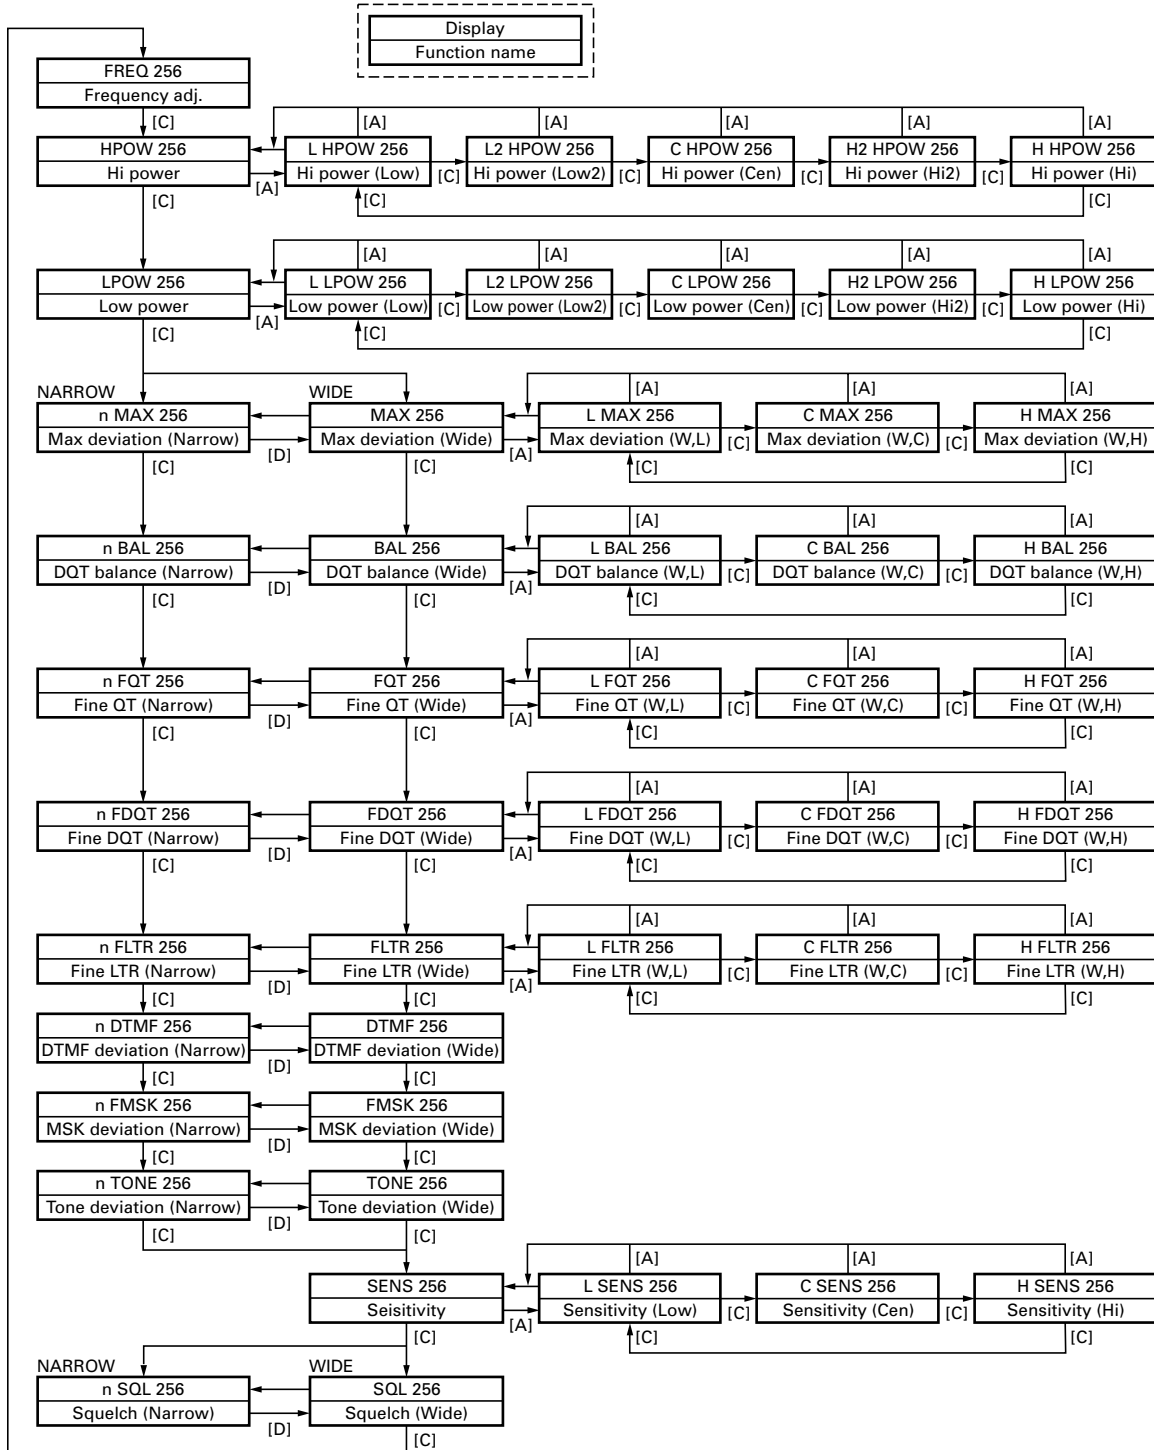 Display
Function name
FREQ 256
Frequency adj.
[C]
[A] [A] [A] [A] [A]
HPOW 256 L HPOW 256 L2 HPOW 256 C HPOW 256 H2 HPOW 256 H HPOW 256
Hi power Hi power (Low) Hi power (Low2) Hi power (Cen) Hi power (Hi2) Hi power (Hi)
[A] [C] [C] [C] [C]
[C] [C] [C]
[A] [A] [A] [A] [A]
LPOW 256 L LPOW 256 L2 LPOW 256 C LPOW 256 H2 LPOW 256 H LPOW 256
Low power Low power (Low) Low power (Low2) Low power (Cen) Low power (Hi2) Low power (Hi)
[A] [C] [C] [C] [C]
[C] [C] [C]
NARROW WIDE [A] [A] [A]
n MAX 256 MAX 256 L MAX 256 C MAX 256 H MAX 256
Max deviation (Narrow) Max deviation (Wide) Max deviation (W,L) Max deviation (W,C) Max deviation (W,H)
[D] [A] [C] [C]
[C] [C] [C] [C]
[A] [A] [A]
n BAL 256 BAL 256 L BAL 256 C BAL 256 H BAL 256
DQT balance (Narrow) DQT balance (Wide) DQT balance (W,L) DQT balance (W,C) DQT balance (W,H)
[D] [A] [C] [C]
[C] [C] [C] [C]
[A] [A] [A]
n FQT 256 FQT 256 L FQT 256 C FQT 256 H FQT 256
Fine QT (Narrow) Fine QT (Wide) Fine QT (W,L) Fine QT (W,C) Fine QT (W,H)
[D] [A] [C] [C]
[C] [C] [C] [C]
[A] [A] [A]
n FDQT 256 FDQT 256 L FDQT 256 C FDQT 256 H FDQT 256
Fine DQT (Narrow) Fine DQT (Wide) Fine DQT (W,L) Fine DQT (W,C) Fine DQT (W,H)
[D] [A] [C] [C]
[C] [C] [C] [C]
[A] [A] [A]
n FLTR 256 FLTR 256 L FLTR 256 C FLTR 256 H FLTR 256
Fine LTR (Narrow) Fine LTR (Wide) Fine LTR (W,L) Fine LTR (W,C) Fine LTR (W,H)
[D] [A] [C] [C]
[C] [C] [C] [C]
n DTMF 256 DTMF 256
DTMF deviation (Narrow) DTMF deviation (Wide)
[D]
[C] [C]
n FMSK 256 FMSK 256
MSK deviation (Narrow) MSK deviation (Wide)
[D]
[C] [C]
n TONE 256 TONE 256
Tone deviation (Narrow) Tone deviation (Wide)
[D]
[C] [C]
[A] [A] [A]
SENS 256 L SENS 256 C SENS 256 H SENS 256
Seisitivity Sensitivity (Low) Sensitivity (Cen) Sensitivity (Hi)
[A] [C] [C]
[C] [C] [C]
NARROW WIDE
n SQL 256 SQL 256
Squelch (Narrow) Squelch (Wide)
[D]
[C]